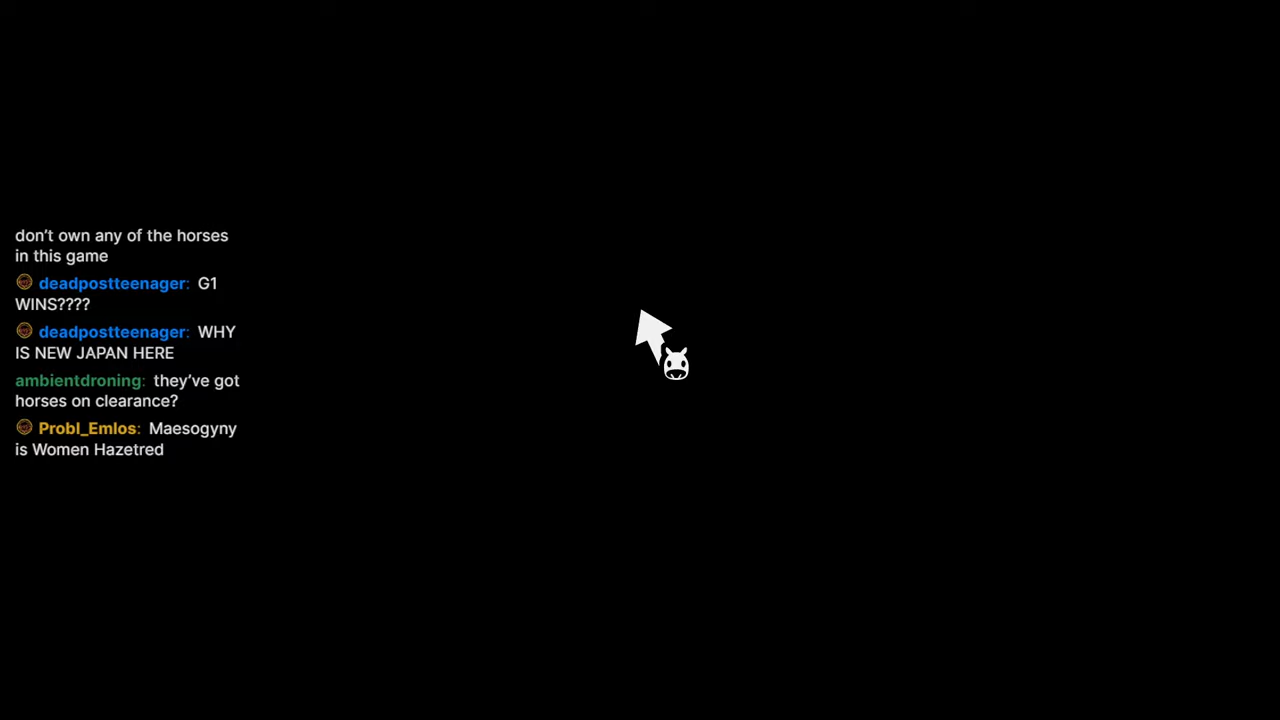 don't own any of the horses
in this game
deadpostteenager: G1
WINS????
deadpostteenager: WHY
IS NEW JAPAN HERE
ambientdroning: they've got
horses on clearance?
Probl_Emlos: Maesogyny
is Women Hazetred